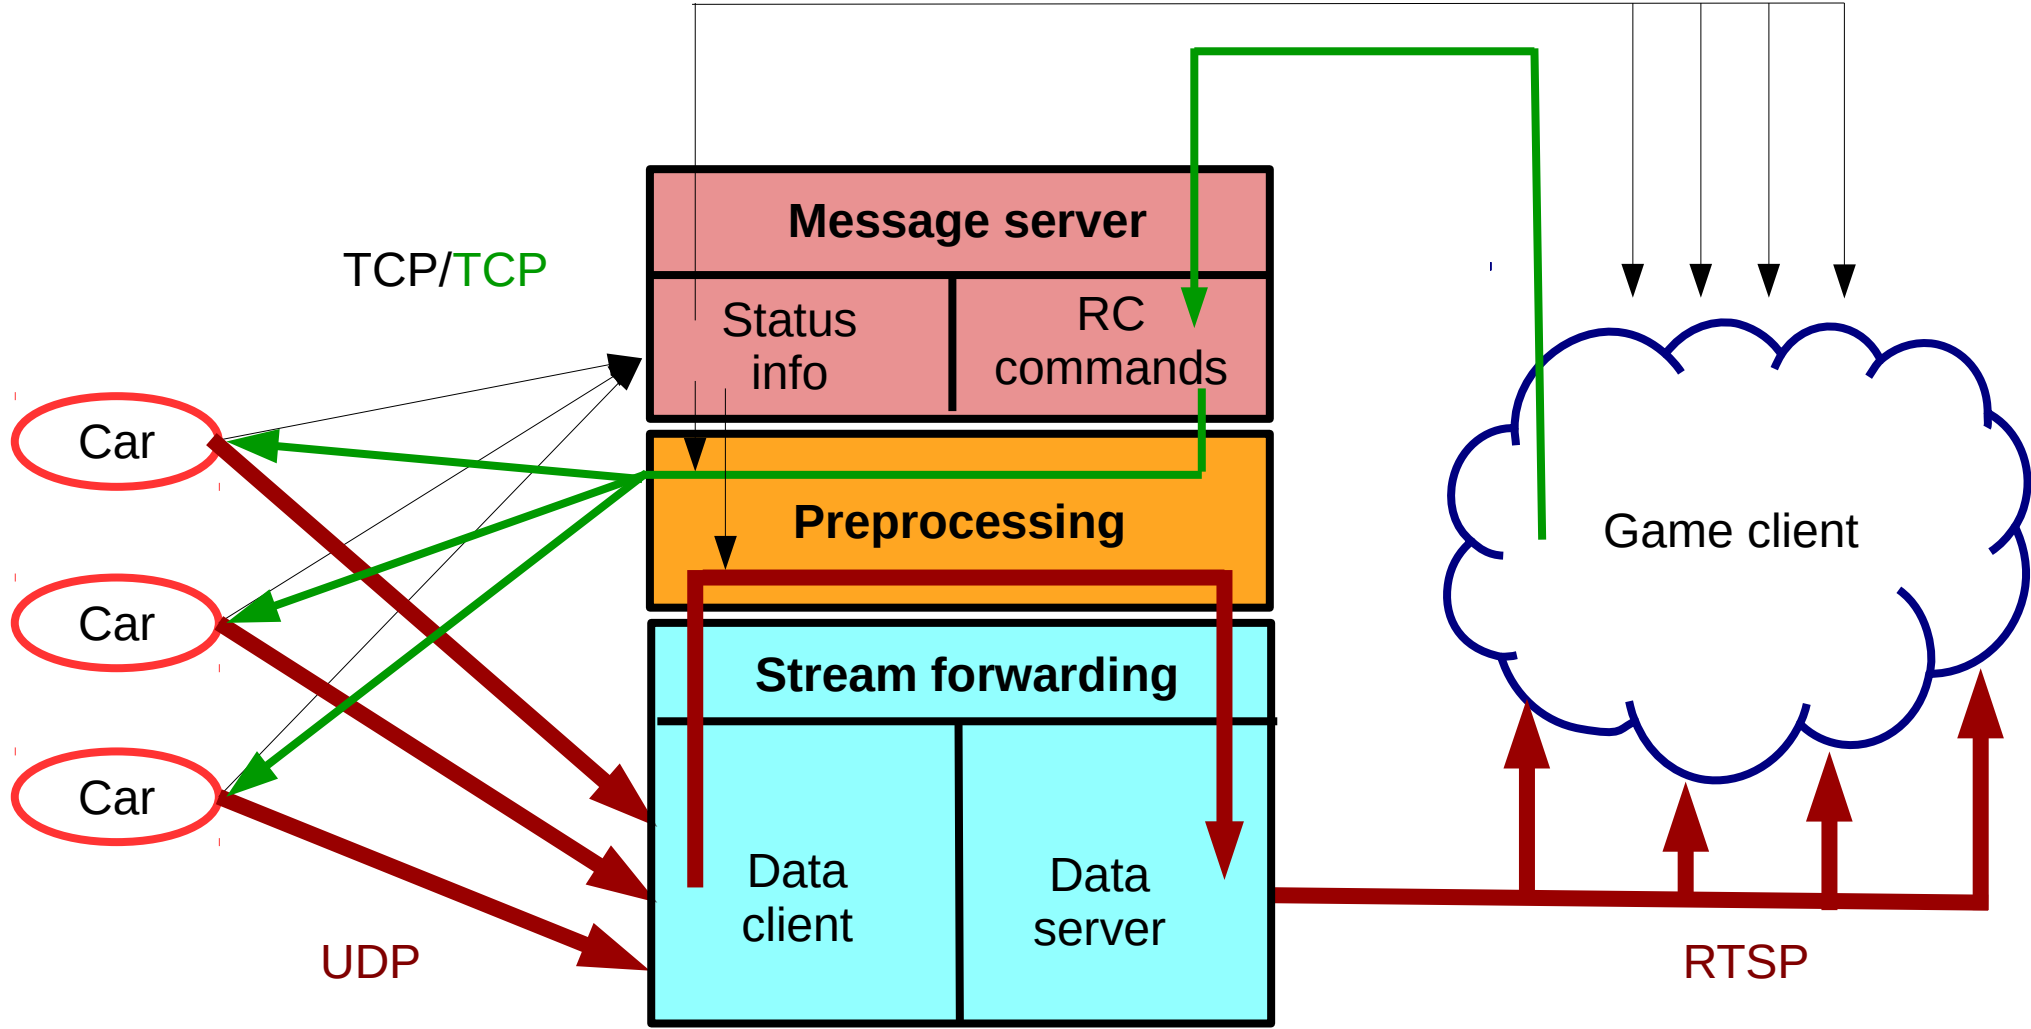 Message server
TCP/TCP
Status
info
RC
commands
Car
Car
Car
Preprocessing
Game client
Stream forwarding
Data
client
Data
server
UDP
RTSP